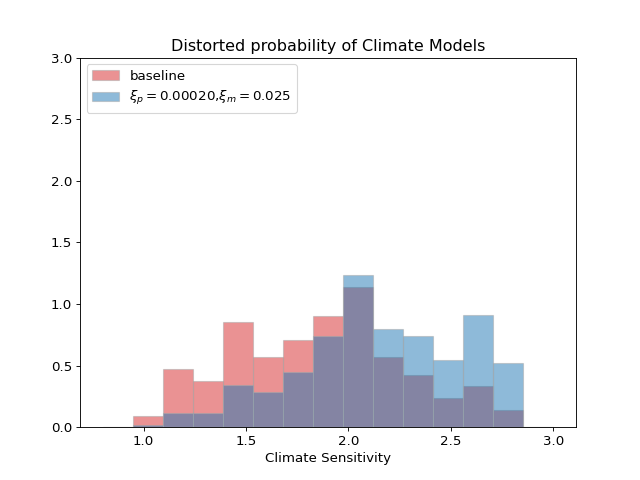 Distorted probability of Climate Models
3.0
2.5
2.0
1.5
1.0
0.5
0.0
baseline
ξp = 0.00020,ξm = 0.025
1.0 1.5 2.0 2.5 3.0
Climate Sensitivity